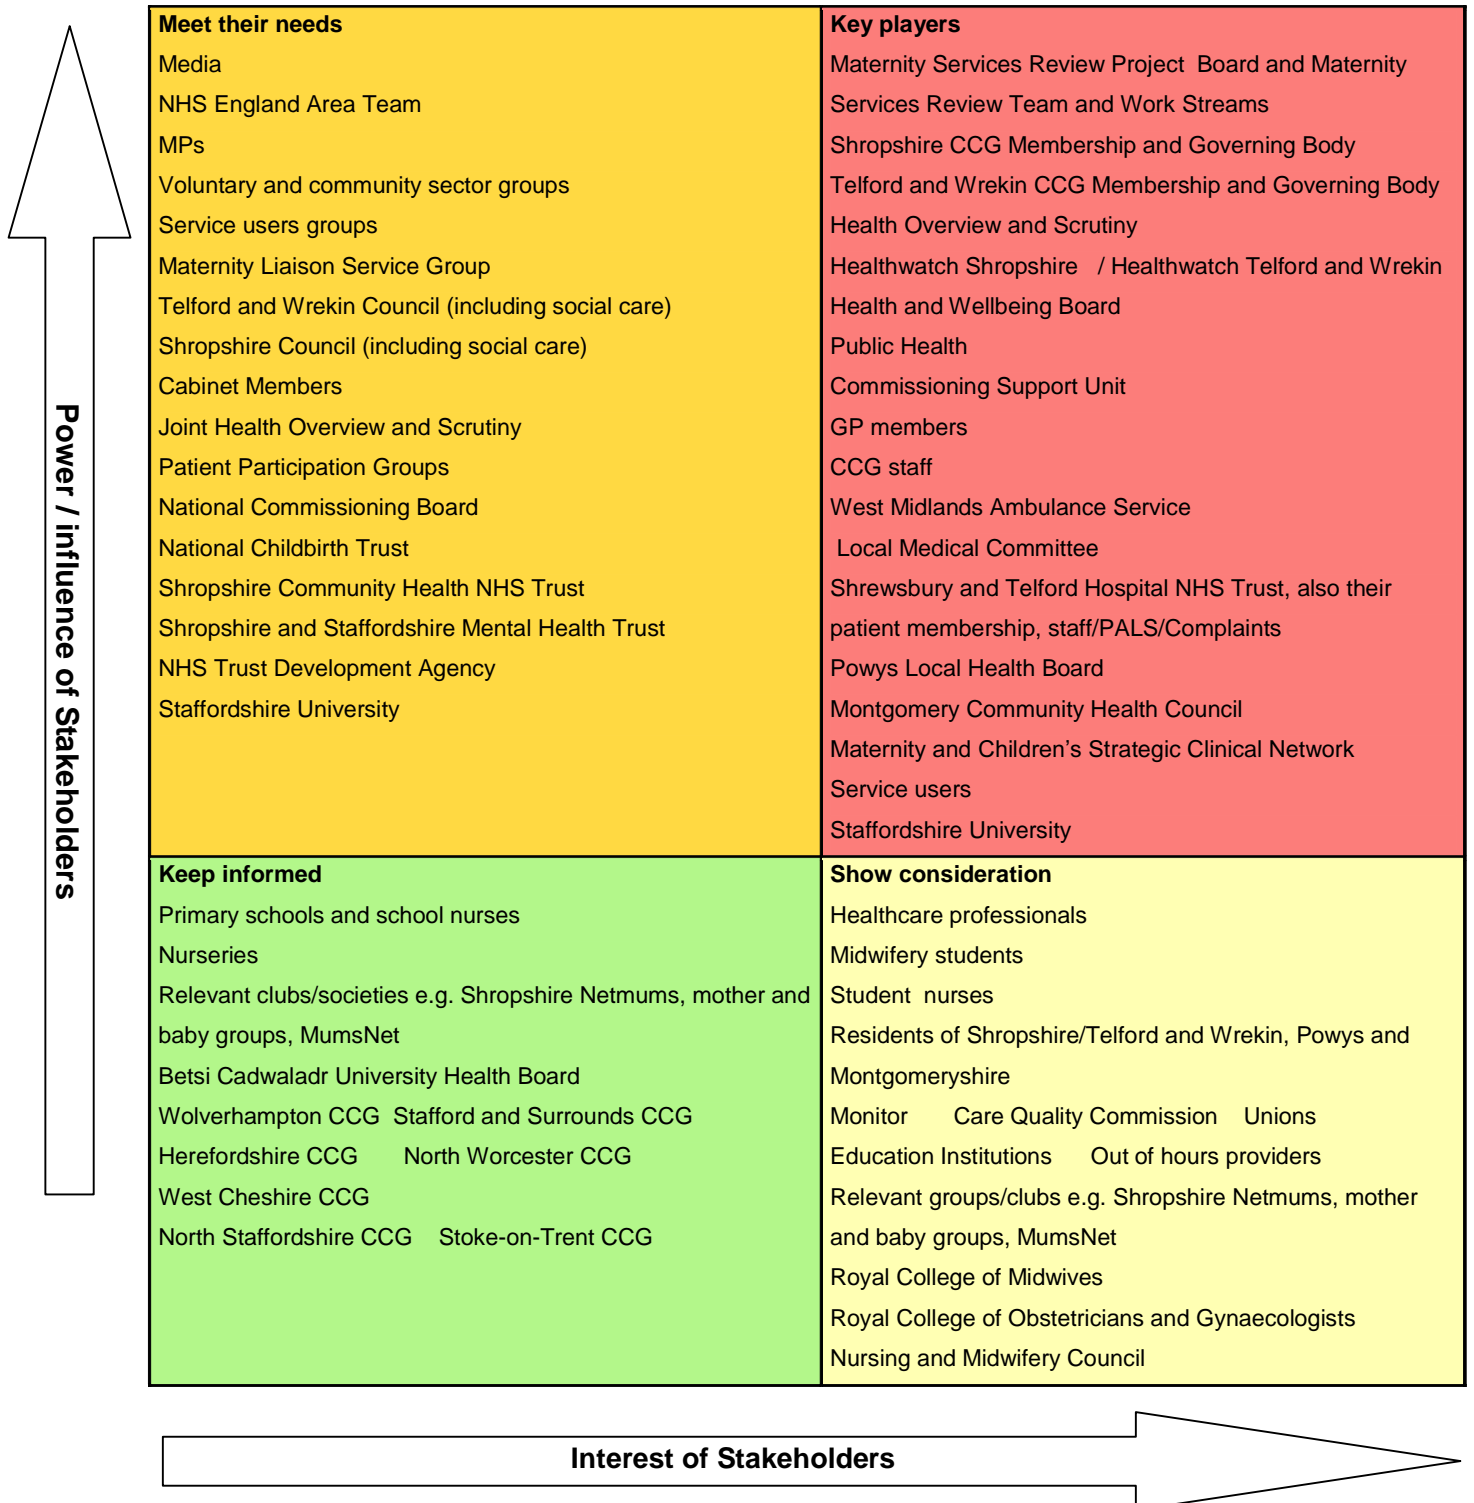 Power / influence of Stakeholders
Meet their needs
Media
NHS England Area Team
MPs
Voluntary and community sector groups
Service users groups
Maternity Liaison Service Group
Telford and Wrekin Council (including social care)
Shropshire Council (including social care)
Cabinet Members
Joint Health Overview and Scrutiny
Patient Participation Groups
National Commissioning Board
National Childbirth Trust
Shropshire Community Health NHS Trust
Shropshire and Staffordshire Mental Health Trust
NHS Trust Development Agency
Staffordshire University
Key players
Maternity Services Review Project Board and Maternity
Services Review Team and Work Streams
Shropshire CCG Membership and Governing Body
Telford and Wrekin CCG Membership and Governing Body
Health Overview and Scrutiny
Healthwatch Shropshire / Healthwatch Telford and Wrekin
Health and Wellbeing Board
Public Health
Commissioning Support Unit
GP members
CCG staff
West Midlands Ambulance Service
Local Medical Committee
Shrewsbury and Telford Hospital NHS Trust, also their
patient membership, staff/PALS/Complaints
Powys Local Health Board
Montgomery Community Health Council
Maternity and Children’s Strategic Clinical Network
Service users
Staffordshire University
Keep informed
Primary schools and school nurses
Nurseries
Relevant clubs/societies e.g. Shropshire Netmums, mother and
baby groups, MumsNet
Betsi Cadwaladr University Health Board
Wolverhampton CCG Stafford and Surrounds CCG
Herefordshire CCG North Worcester CCG
West Cheshire CCG
North Staffordshire CCG Stoke-on-Trent CCG
Show consideration
Healthcare professionals
Midwifery students
Student nurses
Residents of Shropshire/Telford and Wrekin, Powys and
Montgomeryshire
Monitor Care Quality Commission Unions
Education Institutions Out of hours providers
Relevant groups/clubs e.g. Shropshire Netmums, mother
and baby groups, MumsNet
Royal College of Midwives
Royal College of Obstetricians and Gynaecologists
Nursing and Midwifery Council
Interest of Stakeholders